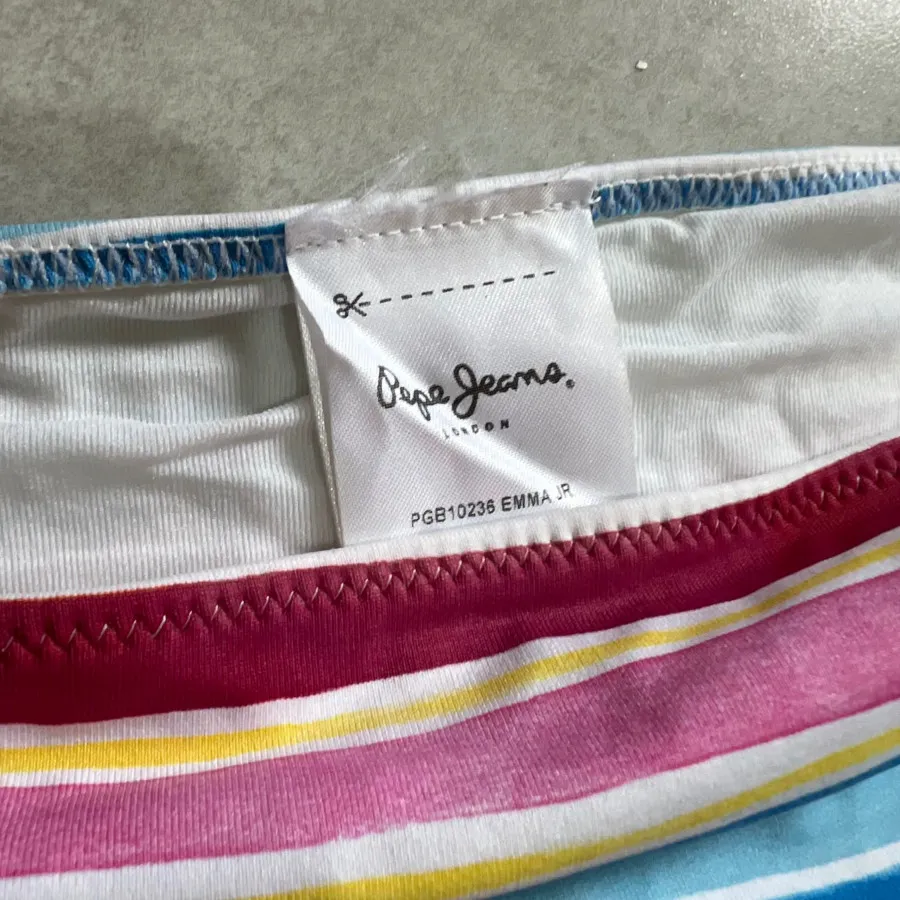 Pepe Jeans
LONDON
PGB10236 EMMA JR